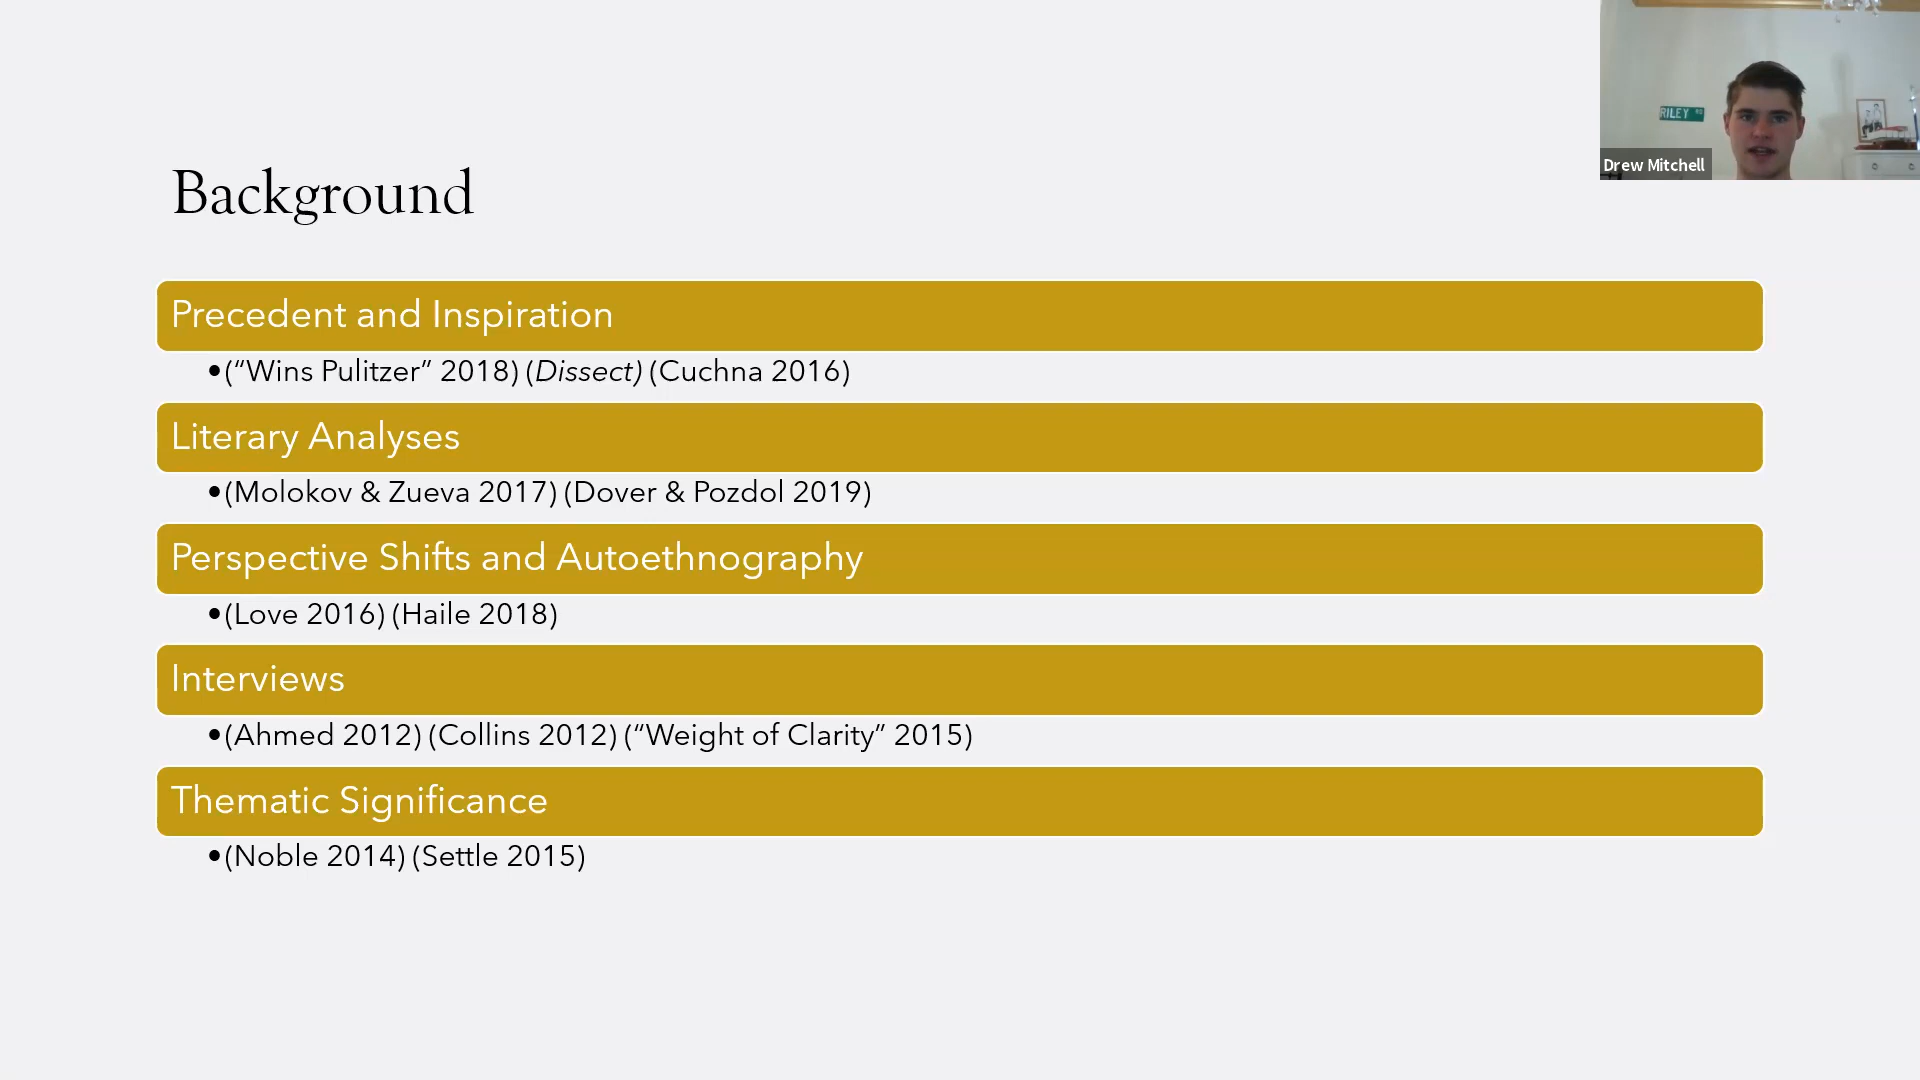 RILEY RD
Drew Mitchell
Background
Precedent and Inspiration
•(“Wins Pulitzer” 2018) (Dissect) (Cuchna 2016)
Literary Analyses
•(Molokov & Zueva 2017) (Dover & Pozdol 2019)
Perspective Shifts and Autoethnography
•(Love 2016) (Haile 2018)
Interviews
•(Ahmed 2012) (Collins 2012) (“Weight of Clarity” 2015)
Thematic Significance
•(Noble 2014) (Settle 2015)